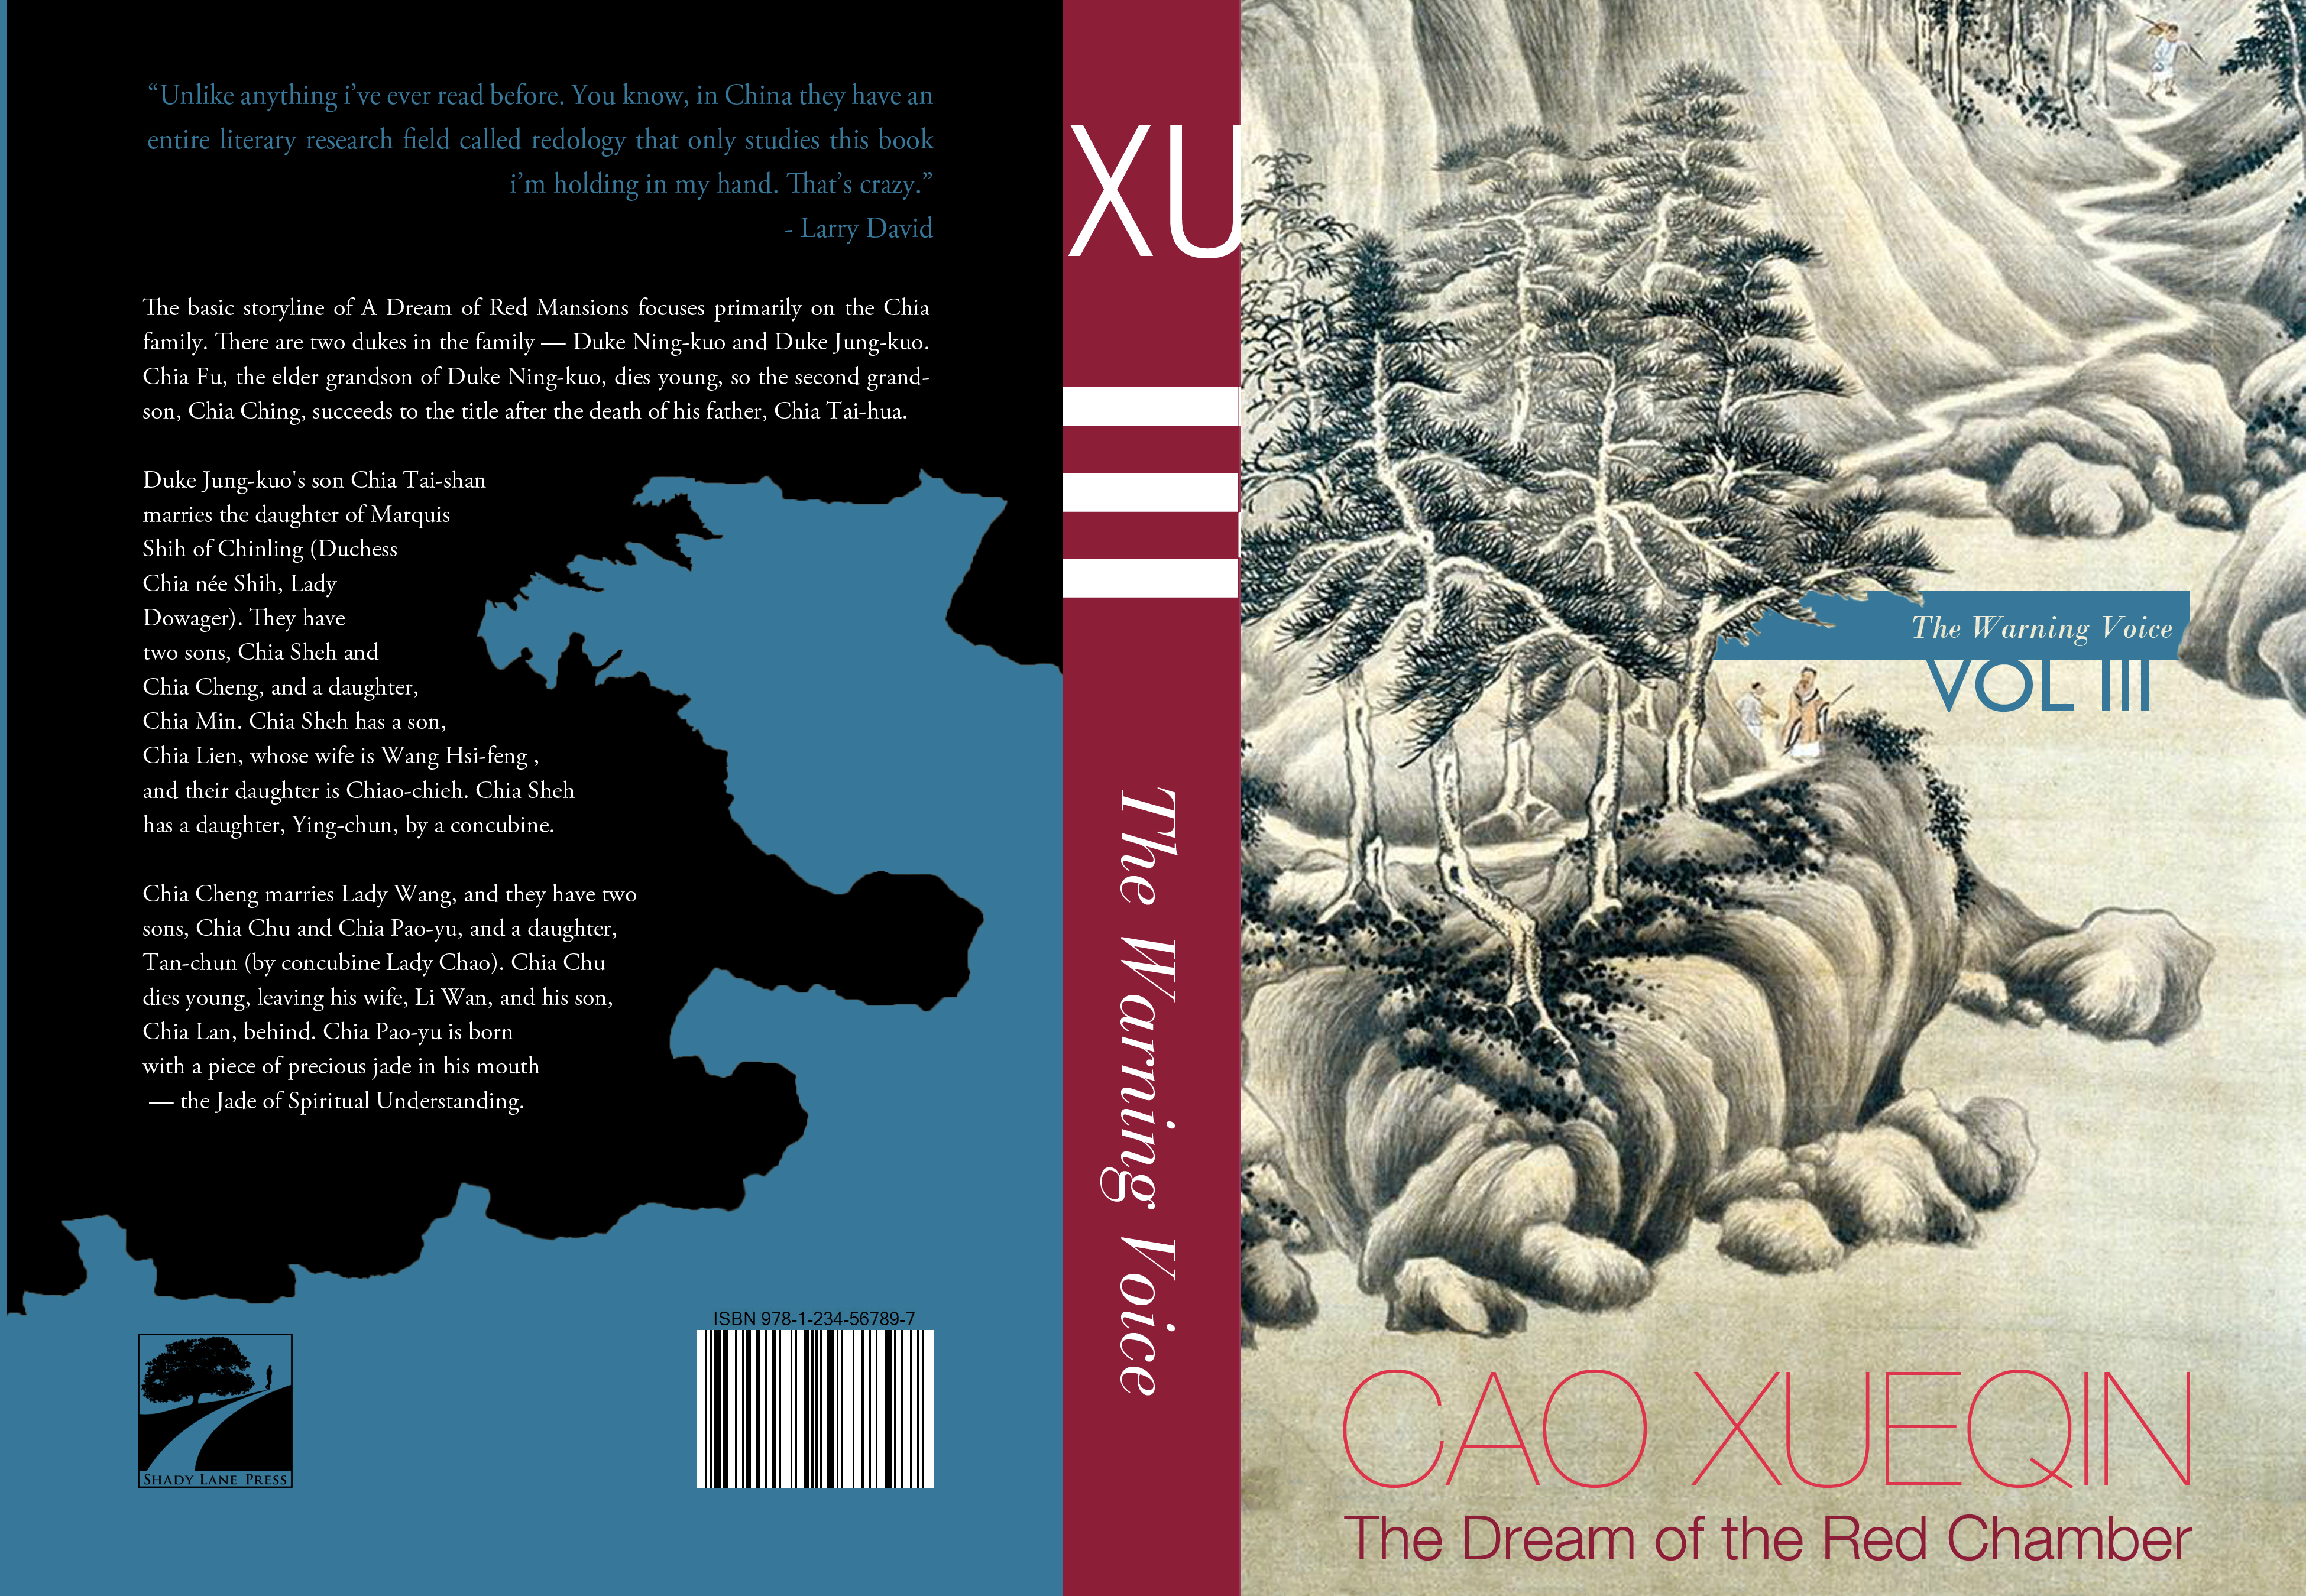 “Unlike anything i’ve ever read before. You know, in China they have an
entire literary research field called redology that only studies this book
i’m holding in my hand. That’s crazy.”
- Larry David
The basic storyline of A Dream of Red Mansions focuses primarily on the Chia
family. There are two dukes in the family — Duke Ning-kuo and Duke Jung-kuo.
Chia Fu, the elder grandson of Duke Ning-kuo, dies young, so the second grand-
son, Chia Ching, succeeds to the title after the death of his father, Chia Tai-hua.
Duke Jung-kuo's son Chia Tai-shan
marries the daughter of Marquis
Shih of Chinling (Duchess
Chia née Shih, Lady
Dowager). They have
two sons, Chia Sheh and
Chia Cheng, and a daughter,
Chia Min. Chia Sheh has a son,
Chia Lien, whose wife is Wang Hsi-feng ,
and their daughter is Chiao-chieh. Chia Sheh
has a daughter, Ying-chun, by a concubine.
Chia Cheng marries Lady Wang, and they have two
sons, Chia Chu and Chia Pao-yu, and a daughter,
Tan-chun (by concubine Lady Chao). Chia Chu
dies young, leaving his wife, Li Wan, and his son,
Chia Lan, behind. Chia Pao-yu is born
with a piece of precious jade in his mouth
— the Jade of Spiritual Understanding.
SHADY LANE PRESS
ISBN 978-1-234-56789-7
XU
The Warning Voice
The Warning Voice
VOL III
CAO XUEQIN
The Dream of the Red Chamber